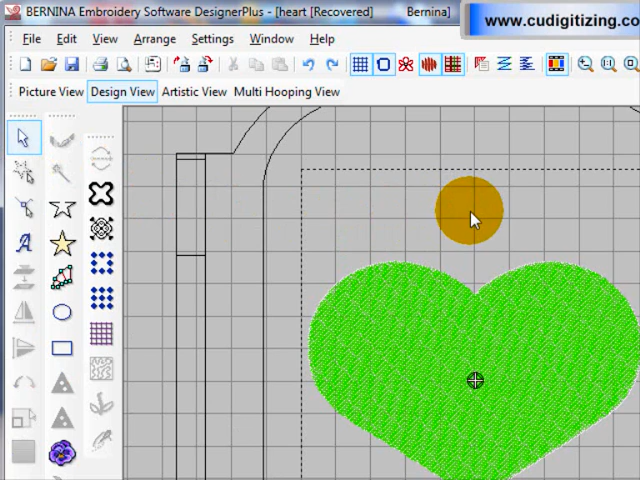 BERNINA Embroidery Software DesignerPlus - [heart [Recovered] Bernina]
www.cudigitizing.co
File Edit View Arrange Settings Window Help
Picture View Design View Artistic View Multi Hooping View